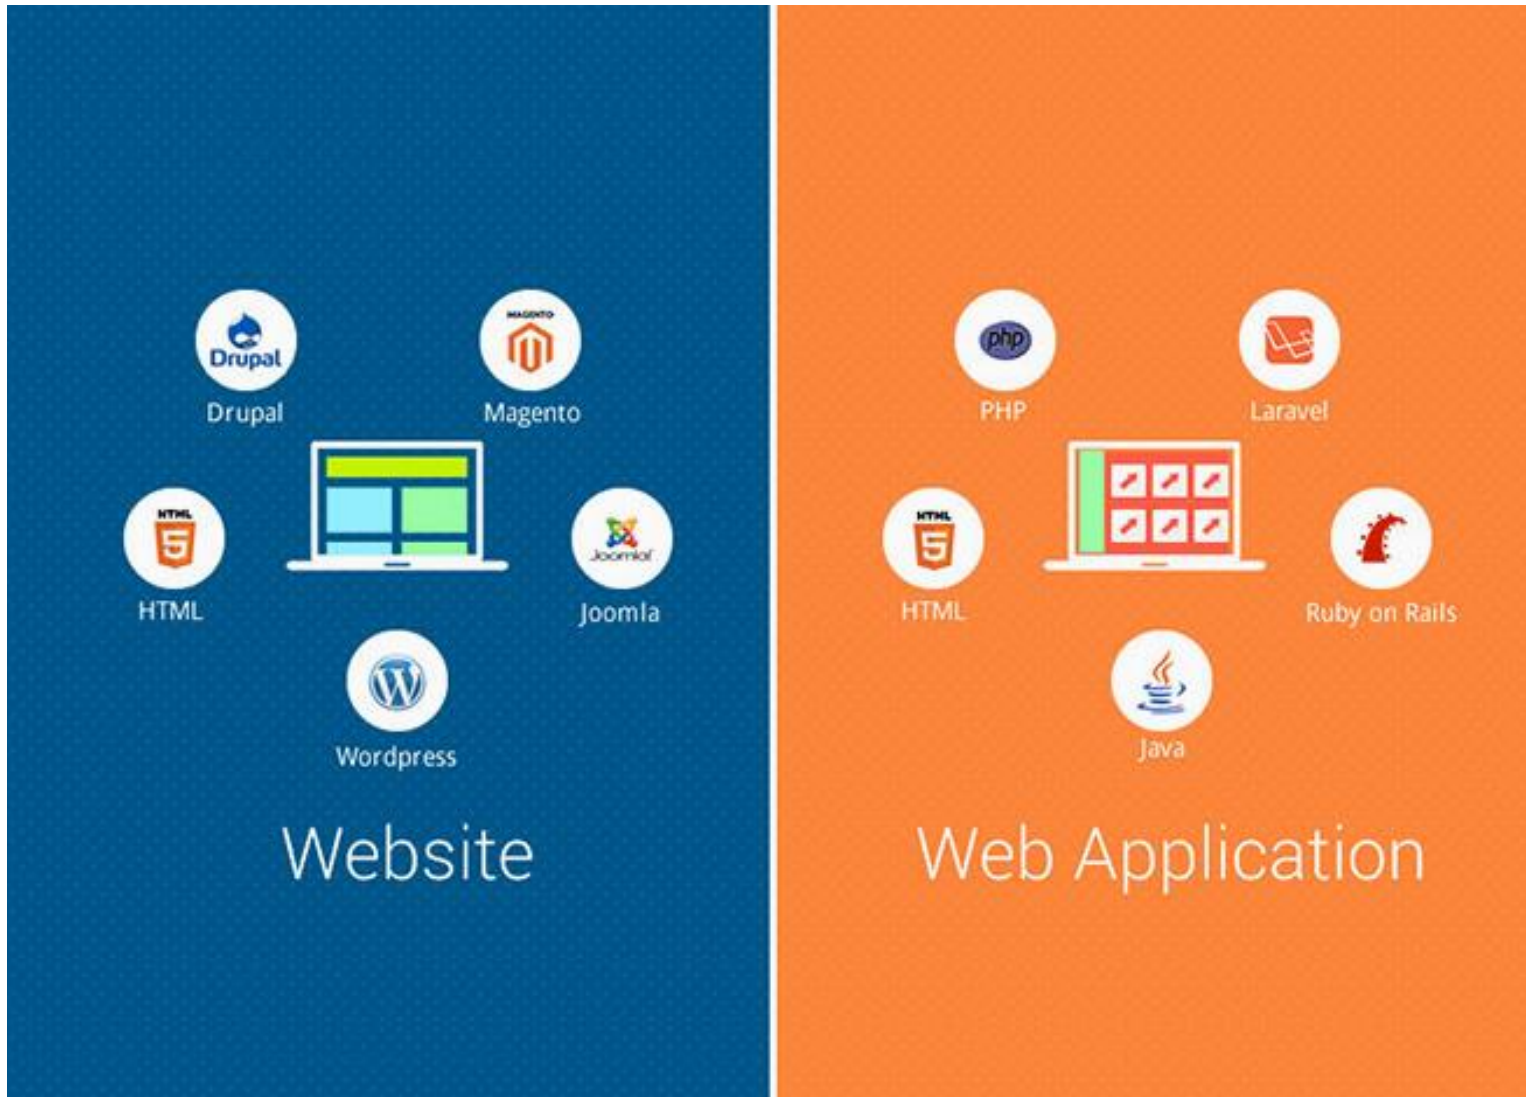 Drupal
Drupal
MAGENTO
Magento
HTML
5
HTML
Joomla!
Joomla
W
Wordpress
Website
php
PHP
Laravel
HTML
5
HTML
Ruby on Rails
Java
Web Application